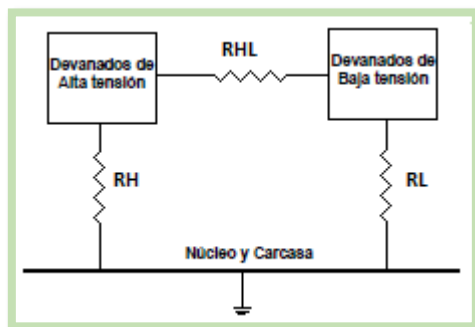 Devanados de
Alta tensión
RHL
Devanados de
Baja tensión
RH
RL
Núcleo y Carcasa